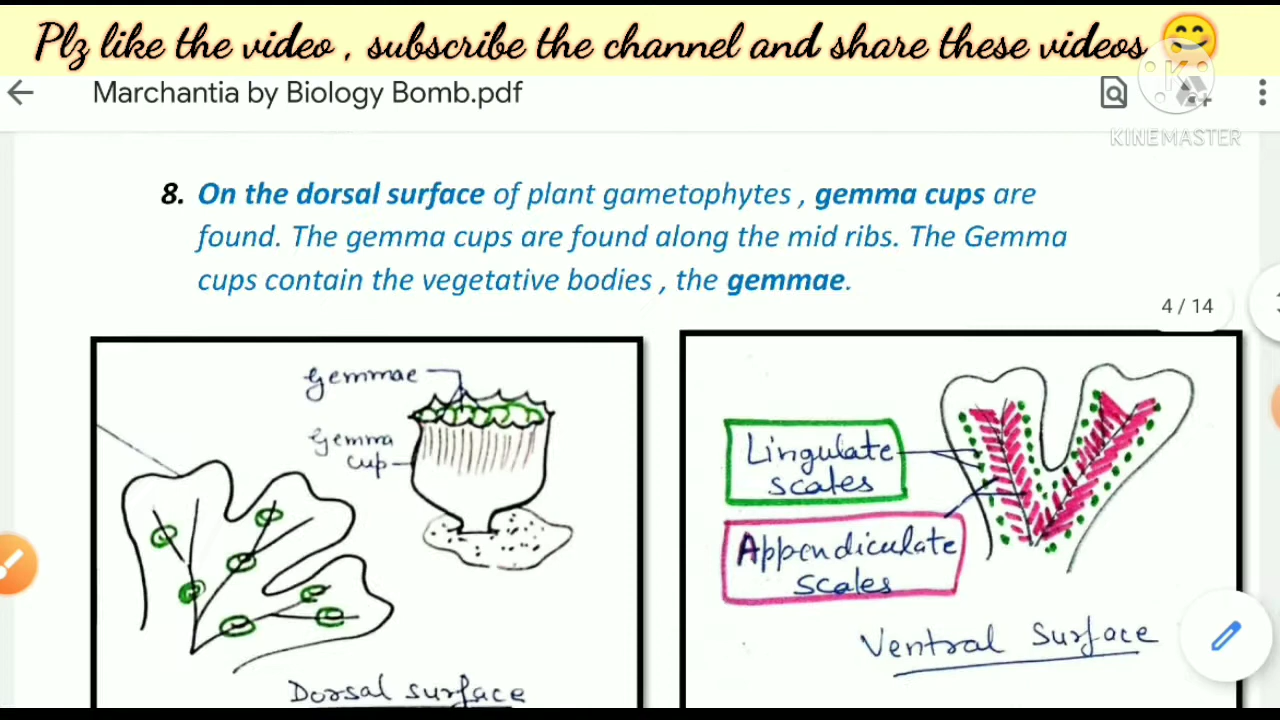 Plz like the video , subscribe the channel and share these videos 😊
Marchantia by Biology Bomb.pdf
KINEMASTER
8. On the dorsal surface of plant gametophytes , gemma cups are
found. The gemma cups are found along the mid ribs. The Gemma
cups contain the vegetative bodies , the gemmae.
4 / 14
Gemmae
Gemma
cup
Dorsal surface
Lingulate
scales
Appendiculate
scales
Ventral Surface